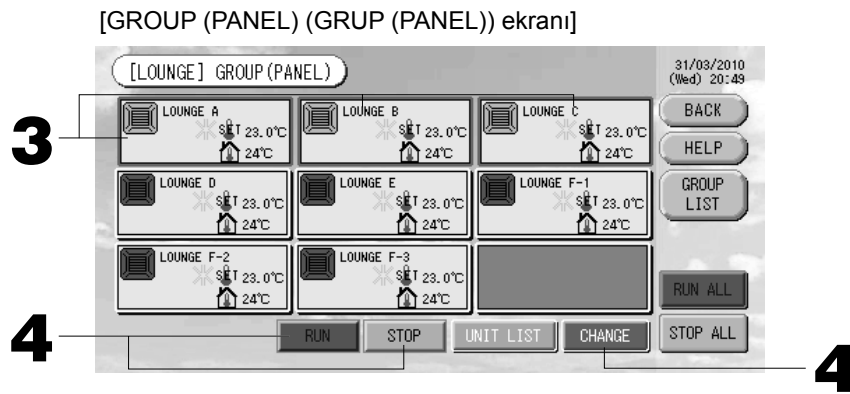 [GROUP (PANEL) (GRUP (PANEL)) ekranı]
[LOUNGE] GROUP(PANEL)
31/03/2010
(Wed) 20:49
3
LOUNGE A
SET 23.0℃
24℃
LOUNGE B
SET 23.0℃
24℃
LOUNGE C
SET 23.0℃
24℃
BACK
HELP
LOUNGE D
SET 23.0℃
24℃
LOUNGE E
SET 23.0℃
24℃
LOUNGE F-1
SET 23.0℃
24℃
GROUP
LIST
LOUNGE F-2
SET 23.0℃
24℃
LOUNGE F-3
SET 23.0℃
24℃
RUN ALL
4
RUN
STOP
UNIT LIST
CHANGE
STOP ALL
4